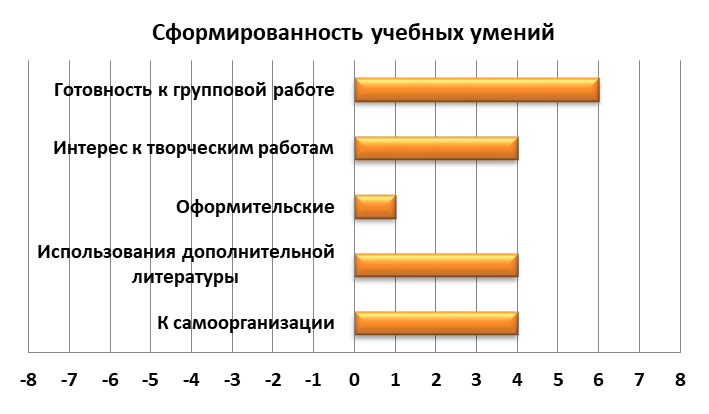 Сформированность учебных умений
Готовность к групповой работе
Интерес к творческим работам
Оформительские
Использования дополнительной
литературы
К самоорганизации
-8 -7 -6 -5 -4 -3 -2 -1 0 1 2 3 4 5 6 7 8